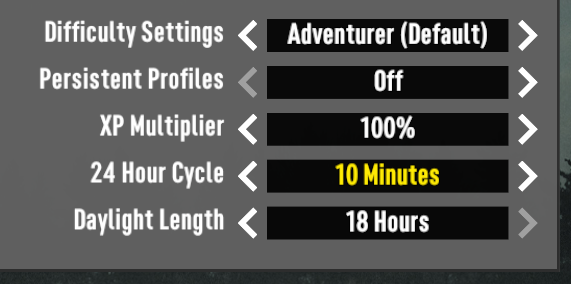 Difficulty Settings Adventurer (Default)
Persistent Profiles Off
XP Multiplier 100%
24 Hour Cycle 10 Minutes
Daylight Length 18 Hours